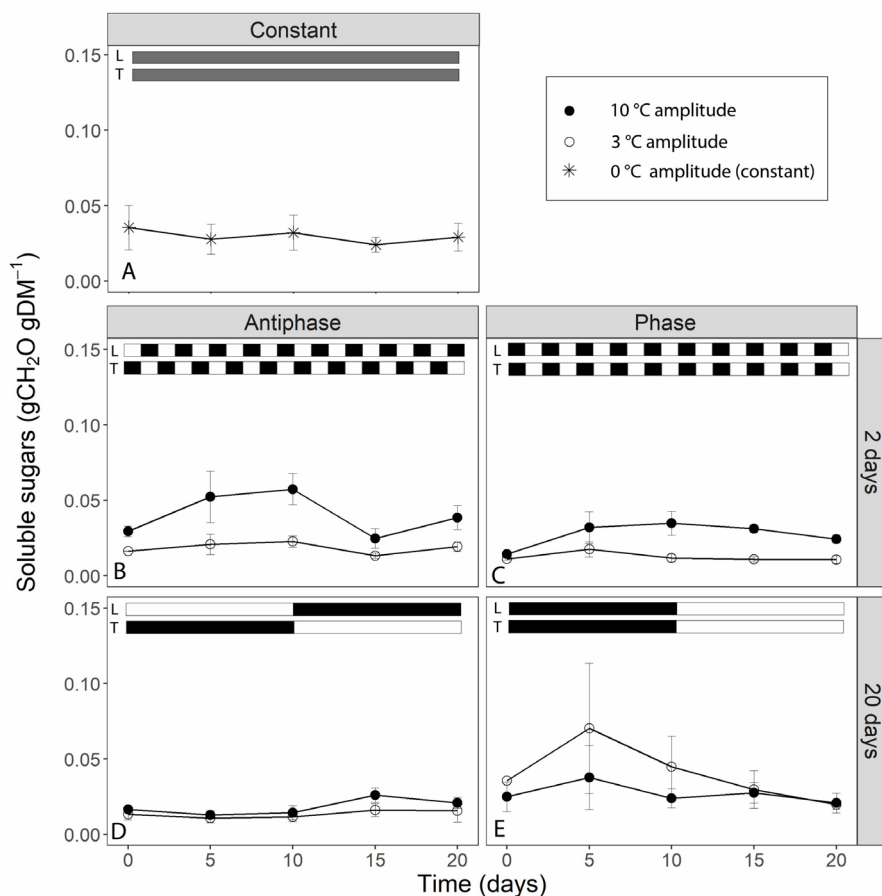 Constant
L
T
0.15
0.10
0.05
0.00
A
10 °C amplitude
3 °C amplitude
0 °C amplitude (constant)
Soluble sugars (gCH₂O gDM⁻¹)
Antiphase
Phase
L
T
0.15
0.10
0.05
0.00
B
L
T
C
2 days
L
T
0.15
0.10
0.05
0.00
D
L
T
E
20 days
0 5 10 15 20
0 5 10 15 20
Time (days)